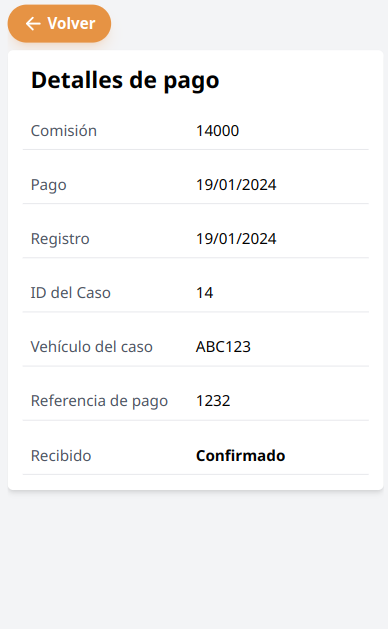 Volver
Detalles de pago
Comisión 14000
Pago 19/01/2024
Registro 19/01/2024
ID del Caso 14
Vehículo del caso ABC123
Referencia de pago 1232
Recibido Confirmado